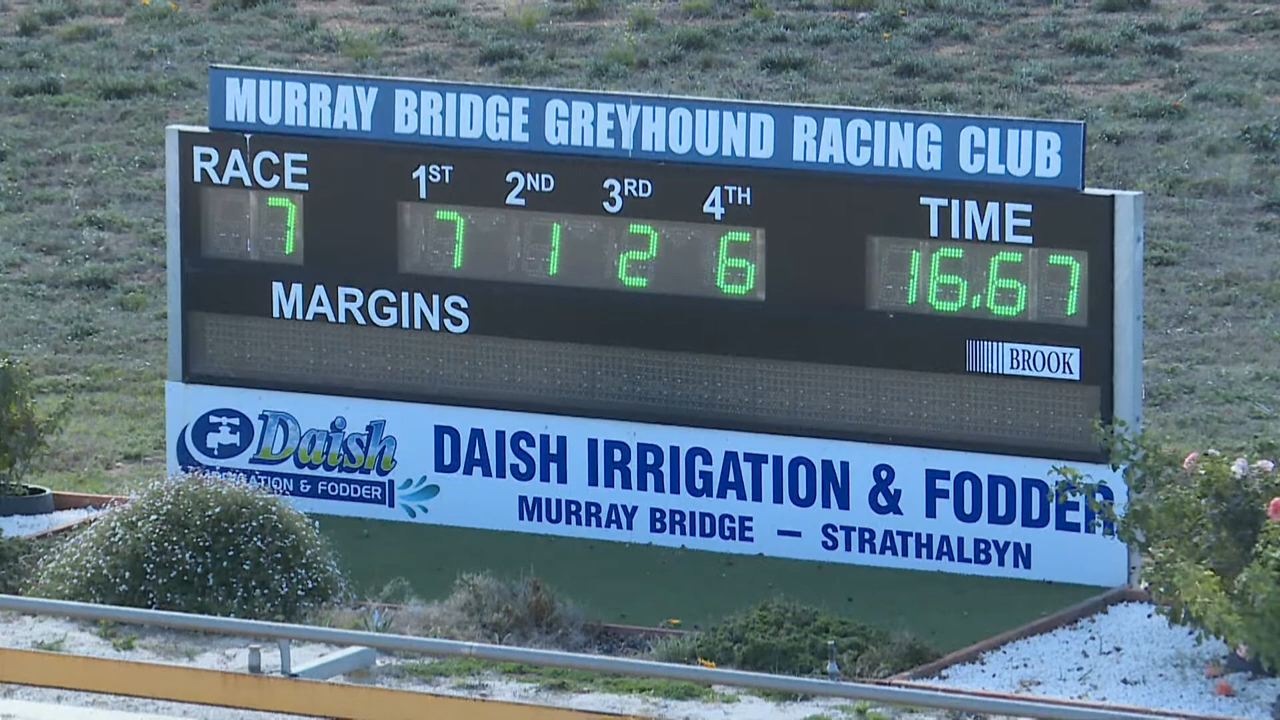 MURRAY BRIDGE GREYHOUND RACING CLUB
RACE 1ST 2ND 3RD 4TH TIME
7 7 1 2 6 16.67
MARGINS
BROOK
Daish
IRRIGATION & FODDER
DAISH IRRIGATION & FODDER
MURRAY BRIDGE — STRATHALBYN